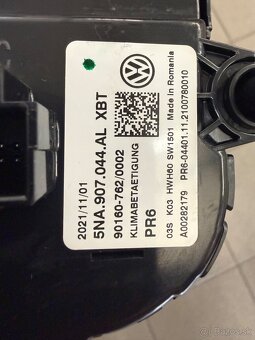 2021/11/01
5NA.907.044.AL XBT
90160-762/0002
KLIMABETAETIGUNG
PR6
Made in Romania
03S K03 HWH60 SW1501
PR6-04401.11.2100780010
A00282179